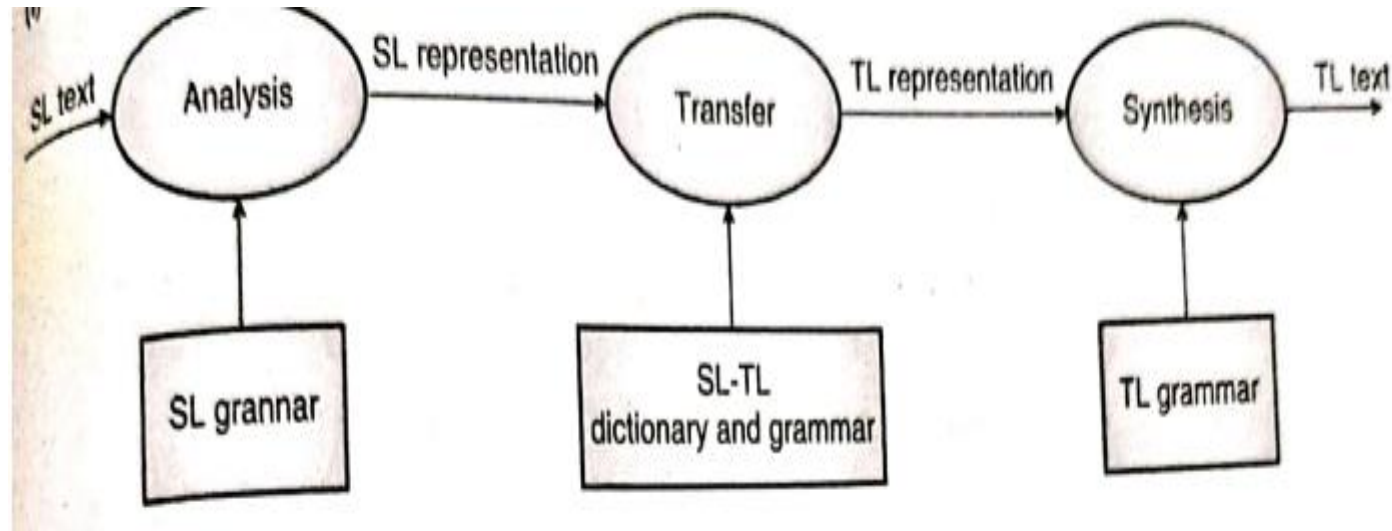 SL text
Analysis
SL representation
Transfer
TL representation
Synthesis
TL text
SL grannar
SL-TL
dictionary and grammar
TL grammar